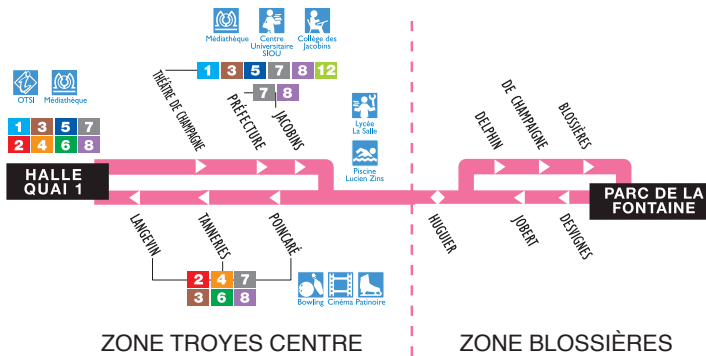 Médiathèque
Centre
Universitaire
SIOU
Collège des
Jacobins
1 3 5 7 8 12
7 8
OTSI
Médiathèque
1 3 5 7
2 4 6 8
THÉÂTRE DE CHAMPAGNE
PRÉFECTURE
JACOBINS
Lycée
La Salle
Piscine
Lucien Zins
DELPHIN
DE CHAMPAGNE
BLOSSIÈRES
HALLE
QUAI 1
PARC DE LA
FONTAINE
LANGEVIN
TANNERIES
POINCARÉ
HUGUIER
JOBERT
DESVIGNES
2 4 7
3 6 8
Bowling
Cinéma
Patinoire
ZONE TROYES CENTRE
ZONE BLOSSIÈRES